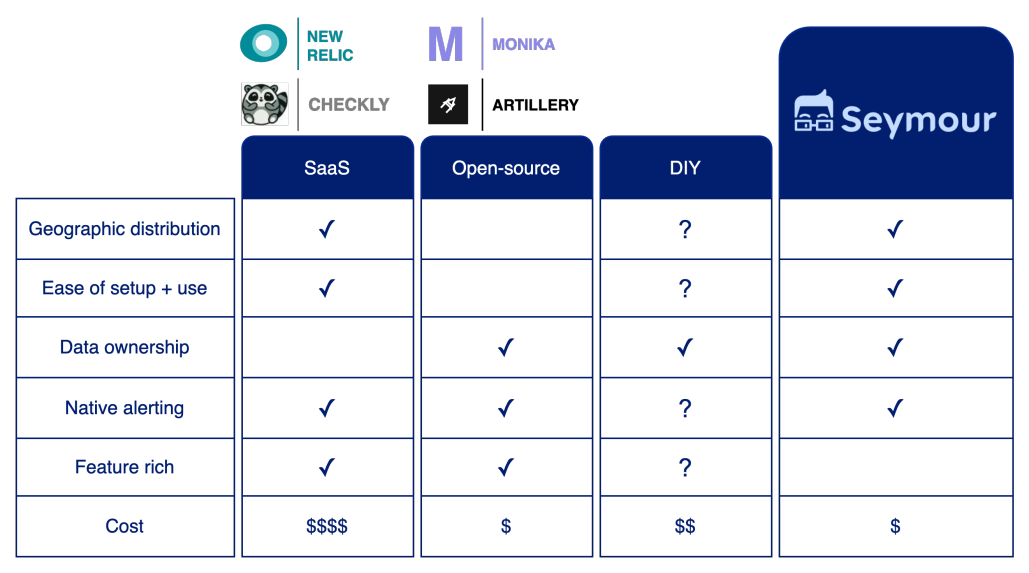 NEW
RELIC
M
MONIKA
CHECKLY
ARTILLERY
Seymour
SaaS
Open-source
DIY
Geographic distribution ✓ ? ✓
Ease of setup + use ✓ ? ✓
Data ownership ✓ ✓ ✓
Native alerting ✓ ✓ ? ✓
Feature rich ✓ ✓ ?
Cost $$$$ $ $$ $